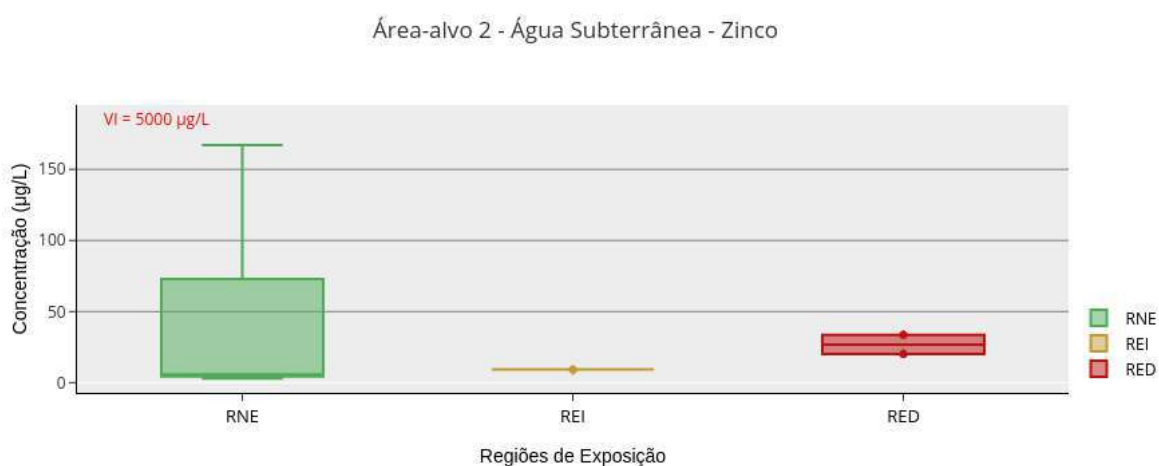 Área-alvo 2 - Água Subterrânea - Zinco
VI = 5000 µg/L
Concentração (µg/L)
150
100
50
0
RNE
REI
RED
Regiões de Exposição
RNE
REI
RED